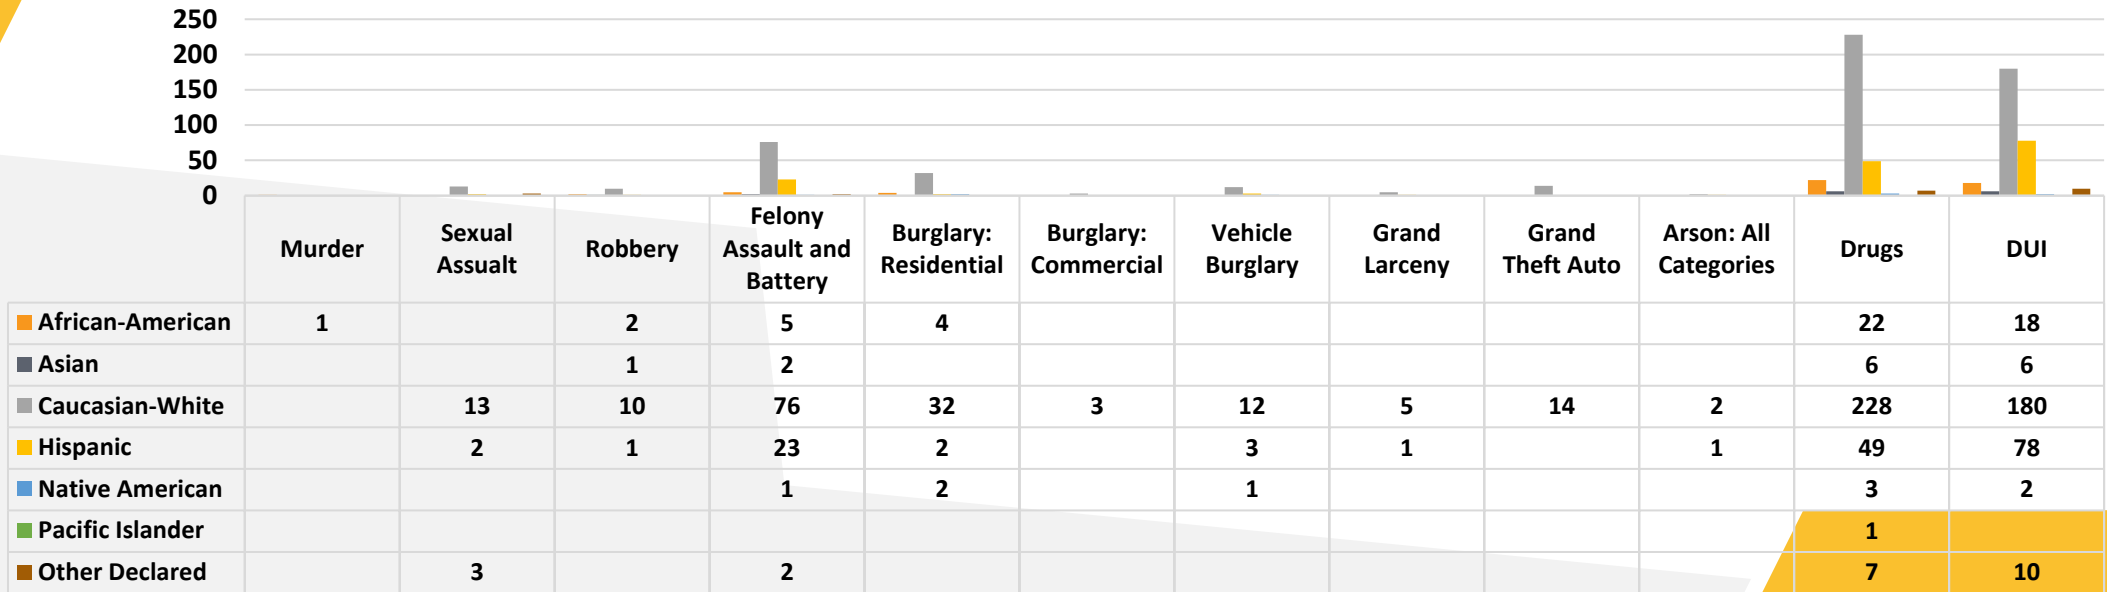 250
200
150
100
50
0
Murder Sexual Assualt Robbery Felony Assault and Battery Burglary: Residential Burglary: Commercial Vehicle Burglary Grand Larceny Grand Theft Auto Arson: All Categories Drugs DUI
African-American 1 2 5 4 22 18
Asian 1 2 6 6
Caucasian-White 13 10 76 32 3 12 5 14 2 228 180
Hispanic 2 1 23 2 3 1 1 49 78
Native American 1 2 1 3 2
Pacific Islander 1
Other Declared 3 2 7 10